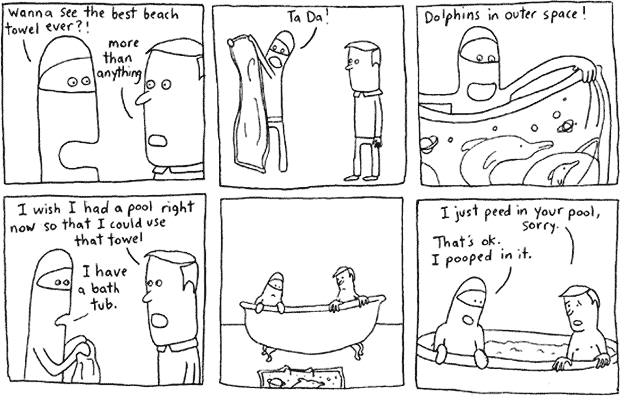 Wanna see the best beach
towel ever?!
more
than
anything
Ta Da!
Dolphins in outer space!
I wish I had a pool right
now so that I could use
that towel
I have
a bath
tub.
I just peed in your pool,
sorry.
That's ok.
I pooped in it.